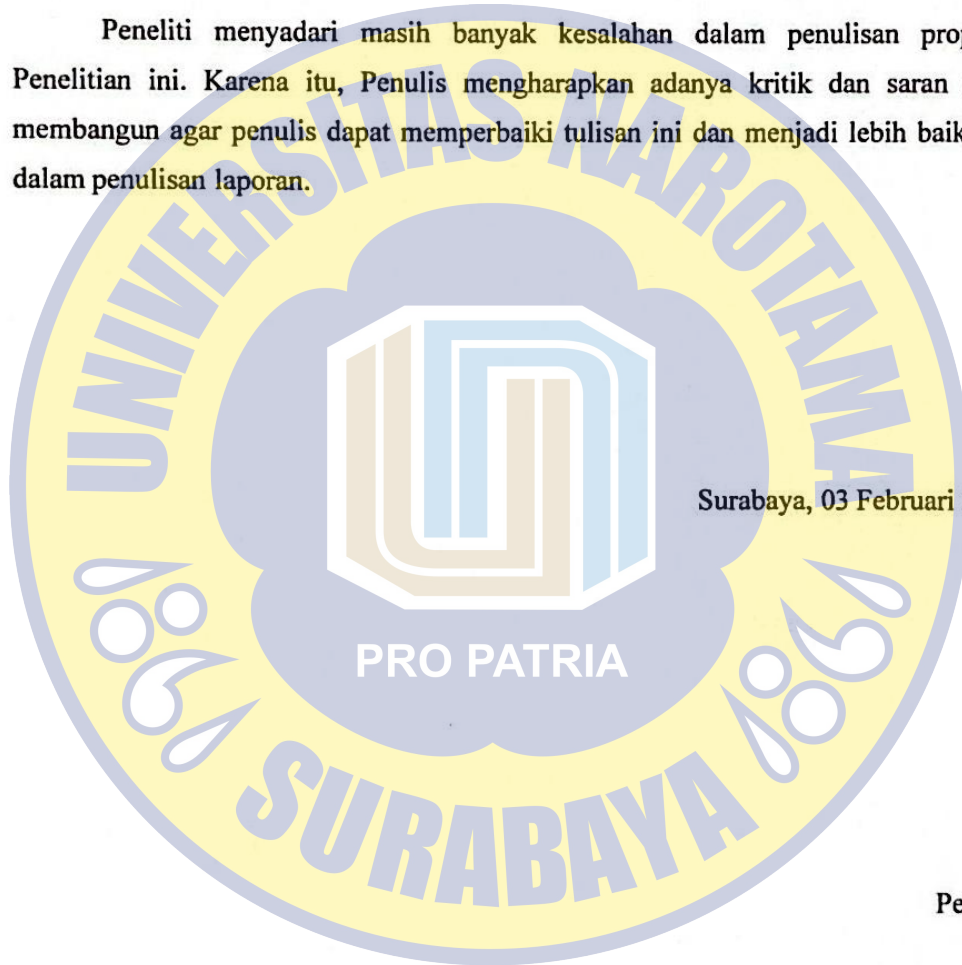 Peneliti menyadari masih banyak kesalahan dalam penulisan prop
Penelitian ini. Karena itu, Penulis mengharapkan adanya kritik dan saran
membangun agar penulis dapat memperbaiki tulisan ini dan menjadi lebih baik
dalam penulisan laporan.
UNIVERSITAS NAROTAMA
Surabaya, 03 Februari
PRO PATRIA
SURABAYA
Pe